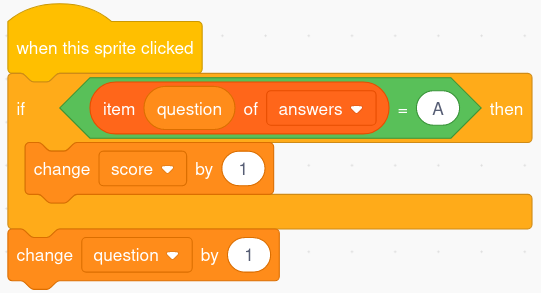 when this sprite clicked
if item question of answers = A then
change score by 1
change question by 1